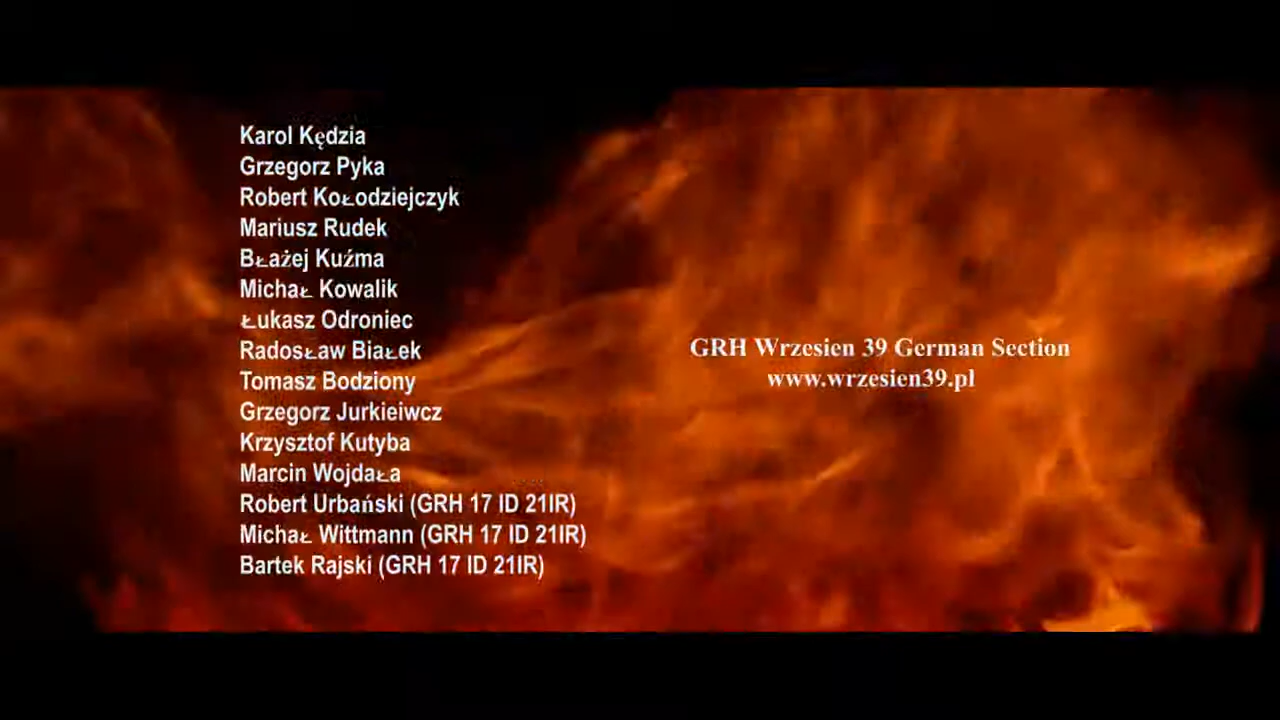 Karol Kędzia
Grzegorz Pyka
Robert KoŁodziejczyk
Mariusz Rudek
BŁażej Kuźma
MichaŁ Kowalik
Łukasz Odroniec
RadosŁaw BiaŁek
Tomasz Bodziony
Grzegorz Jurkieiwcz
Krzysztof Kutyba
Marcin WojdaŁa
Robert Urbański (GRH 17 ID 21IR)
MichaŁ Wittmann (GRH 17 ID 21IR)
Bartek Rajski (GRH 17 ID 21IR)
GRH Wrzesien 39 German Section
www.wrzesien39.pl